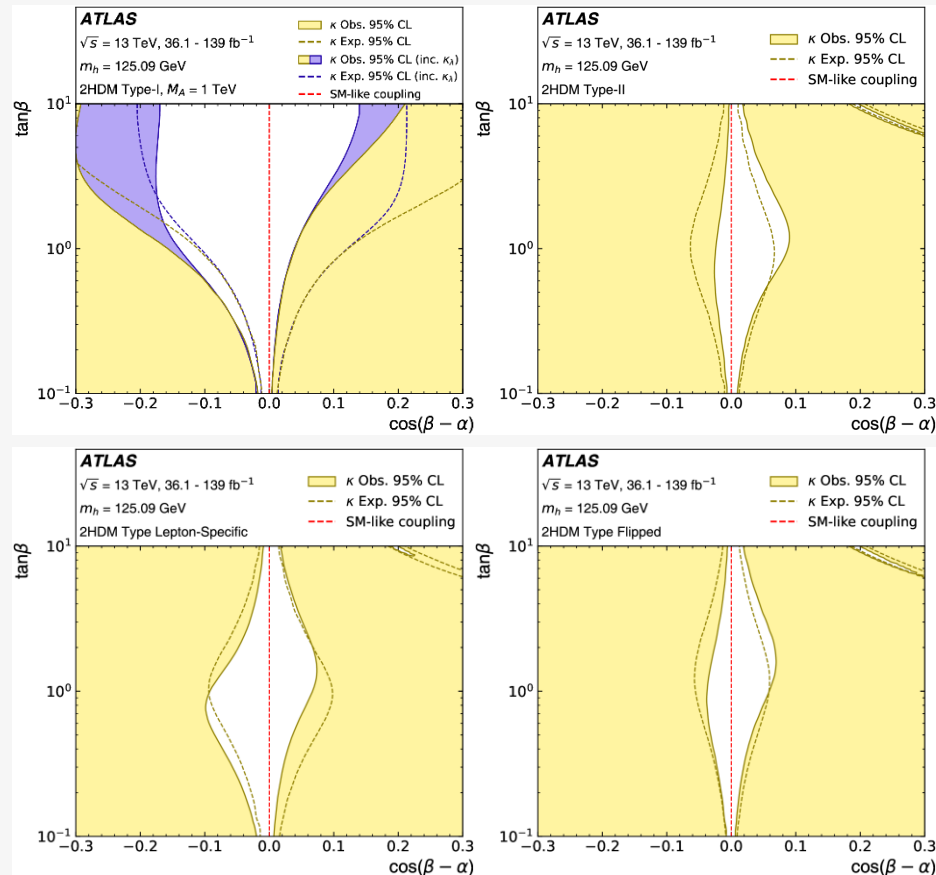 ATLAS
√s = 13 TeV, 36.1 - 139 fb⁻¹
m_h = 125.09 GeV
2HDM Type-I, M_A = 1 TeV
κ Obs. 95% CL
κ Exp. 95% CL
κ Obs. 95% CL (inc. κ_λ)
κ Exp. 95% CL (inc. κ_λ)
SM-like coupling
tanβ
10¹
10⁰
10⁻¹
−0.3 −0.2 −0.1 0.0 0.1 0.2 0.3
cos(β − α)
ATLAS
√s = 13 TeV, 36.1 - 139 fb⁻¹
m_h = 125.09 GeV
2HDM Type-II
κ Obs. 95% CL
κ Exp. 95% CL
SM-like coupling
tanβ
10¹
10⁰
10⁻¹
−0.3 −0.2 −0.1 0.0 0.1 0.2 0.3
cos(β − α)
ATLAS
√s = 13 TeV, 36.1 - 139 fb⁻¹
m_h = 125.09 GeV
2HDM Type Lepton-Specific
κ Obs. 95% CL
κ Exp. 95% CL
SM-like coupling
tanβ
10¹
10⁰
10⁻¹
−0.3 −0.2 −0.1 0.0 0.1 0.2 0.3
cos(β − α)
ATLAS
√s = 13 TeV, 36.1 - 139 fb⁻¹
m_h = 125.09 GeV
2HDM Type Flipped
κ Obs. 95% CL
κ Exp. 95% CL
SM-like coupling
tanβ
10¹
10⁰
10⁻¹
−0.3 −0.2 −0.1 0.0 0.1 0.2 0.3
cos(β − α)